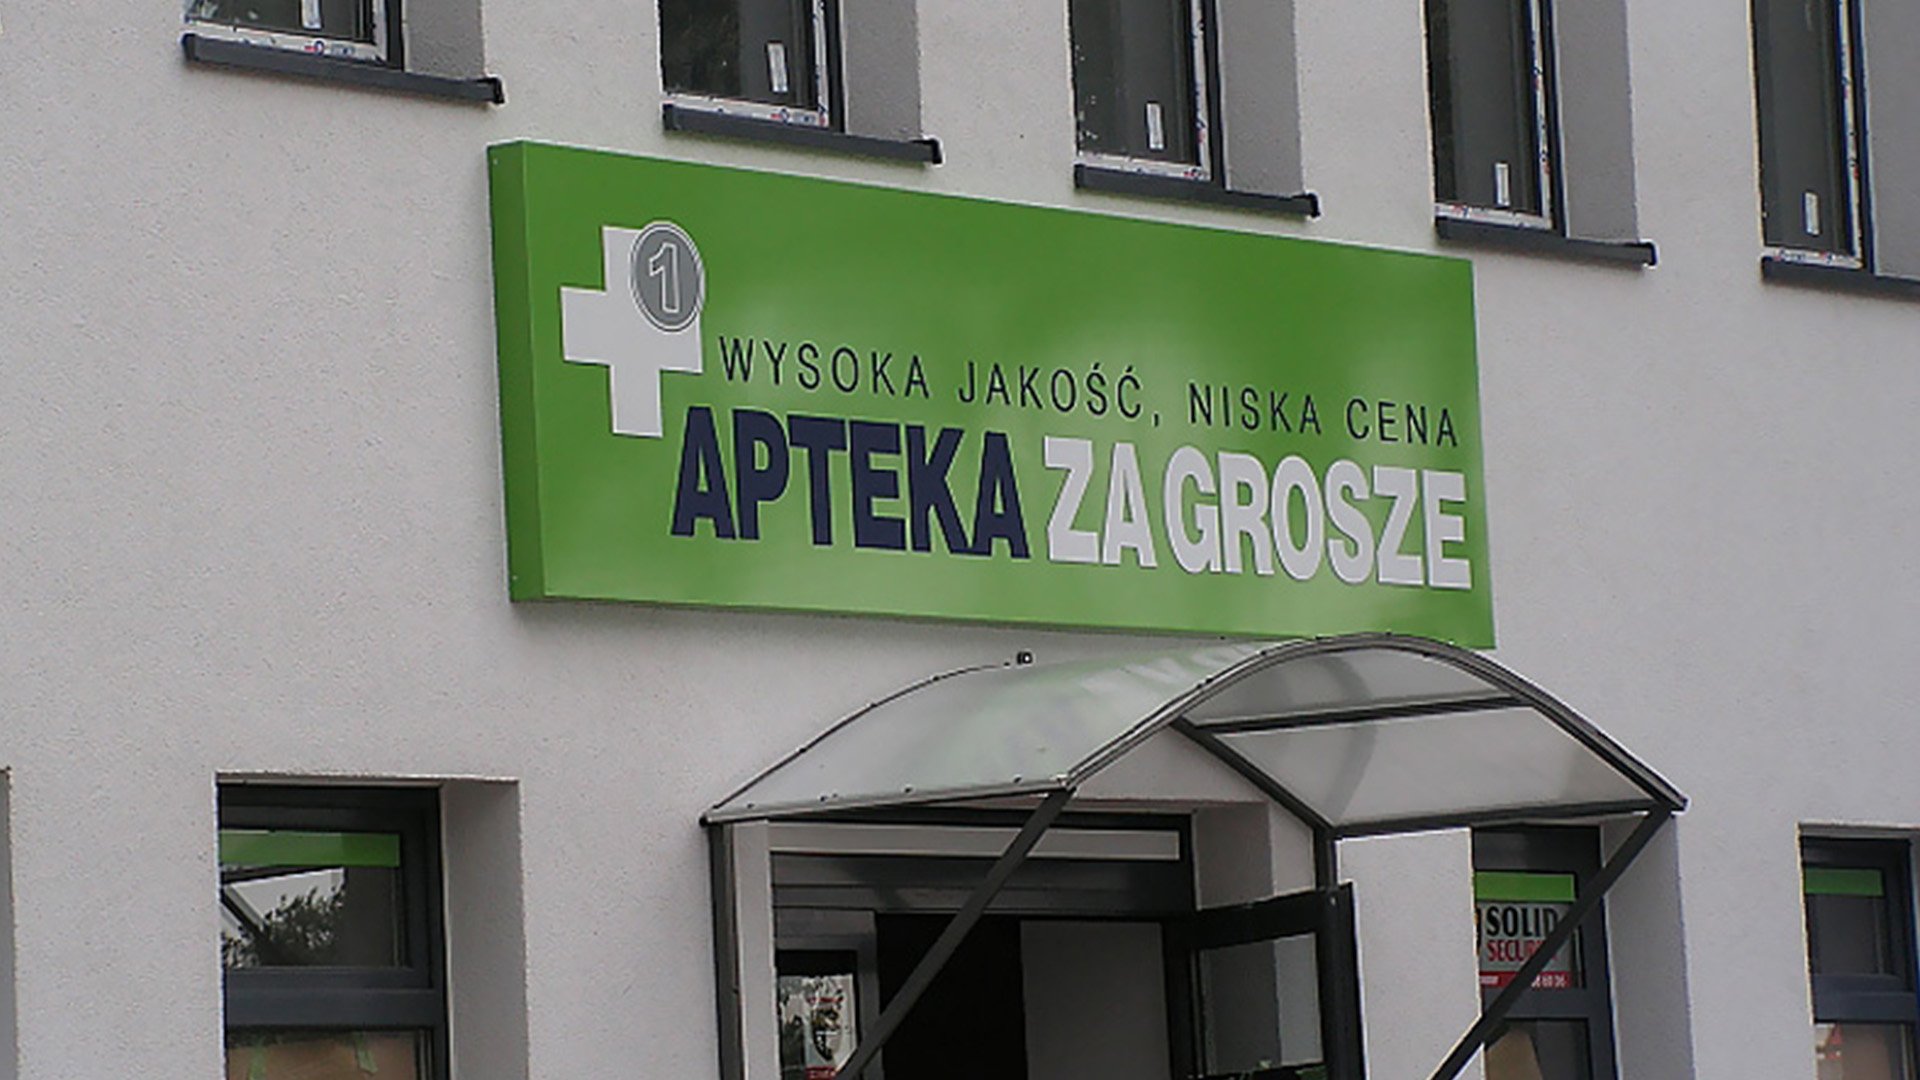 1
WYSOKA JAKOŚĆ, NISKA CENA
APTEKA ZA GROSZE
SOLID